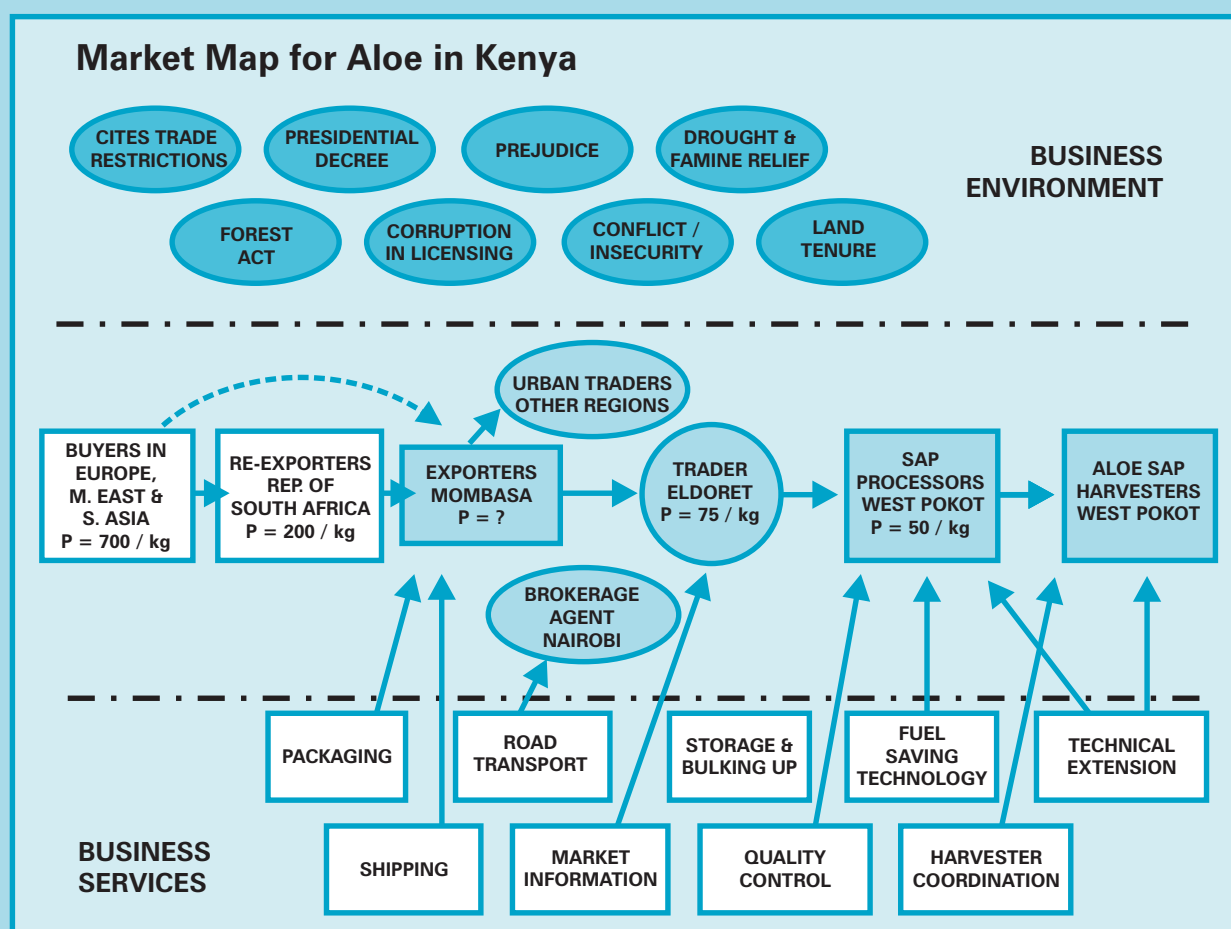 Market Map for Aloe in Kenya
CITES TRADE
RESTRICTIONS
PRESIDENTIAL
DECREE
PREJUDICE
DROUGHT &
FAMINE RELIEF
BUSINESS
ENVIRONMENT
FOREST
ACT
CORRUPTION
IN LICENSING
CONFLICT /
INSECURITY
LAND
TENURE
URBAN TRADERS
OTHER REGIONS
BUYERS IN
EUROPE,
M. EAST &
S. ASIA
P = 700 / kg
RE-EXPORTERS
REP. OF
SOUTH AFRICA
P = 200 / kg
EXPORTERS
MOMBASA
P = ?
TRADER
ELDORET
P = 75 / kg
SAP
PROCESSORS
WEST POKOT
P = 50 / kg
ALOE SAP
HARVESTERS
WEST POKOT
BROKERAGE
AGENT
NAIROBI
PACKAGING
ROAD
TRANSPORT
STORAGE &
BULKING UP
FUEL
SAVING
TECHNOLOGY
TECHNICAL
EXTENSION
BUSINESS
SERVICES
SHIPPING
MARKET
INFORMATION
QUALITY
CONTROL
HARVESTER
COORDINATION